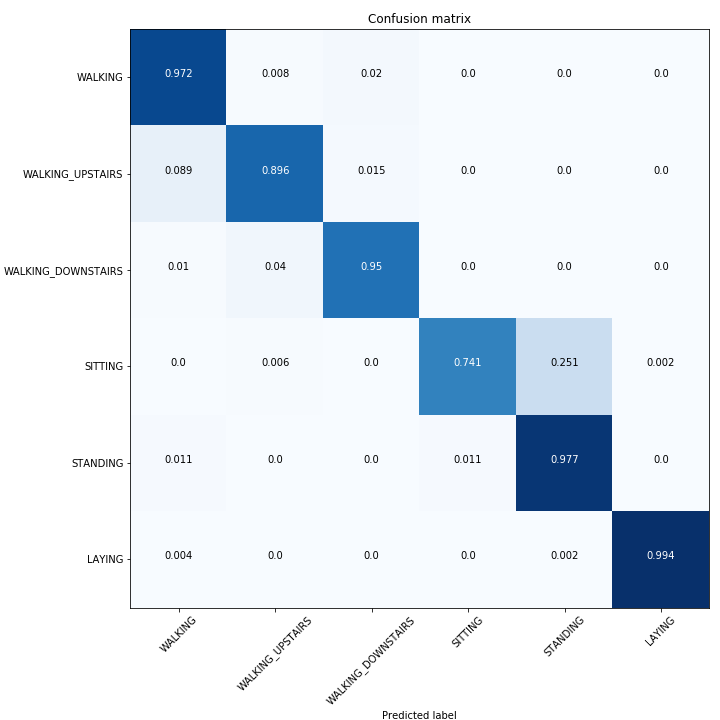 Confusion matrix
WALKING 0.972 0.008 0.02 0.0 0.0 0.0
WALKING_UPSTAIRS 0.089 0.896 0.015 0.0 0.0 0.0
WALKING_DOWNSTAIRS 0.01 0.04 0.95 0.0 0.0 0.0
SITTING 0.0 0.006 0.0 0.741 0.251 0.002
STANDING 0.011 0.0 0.0 0.011 0.977 0.0
LAYING 0.004 0.0 0.0 0.0 0.002 0.994
WALKING WALKING_UPSTAIRS WALKING_DOWNSTAIRS SITTING STANDING LAYING
Predicted label